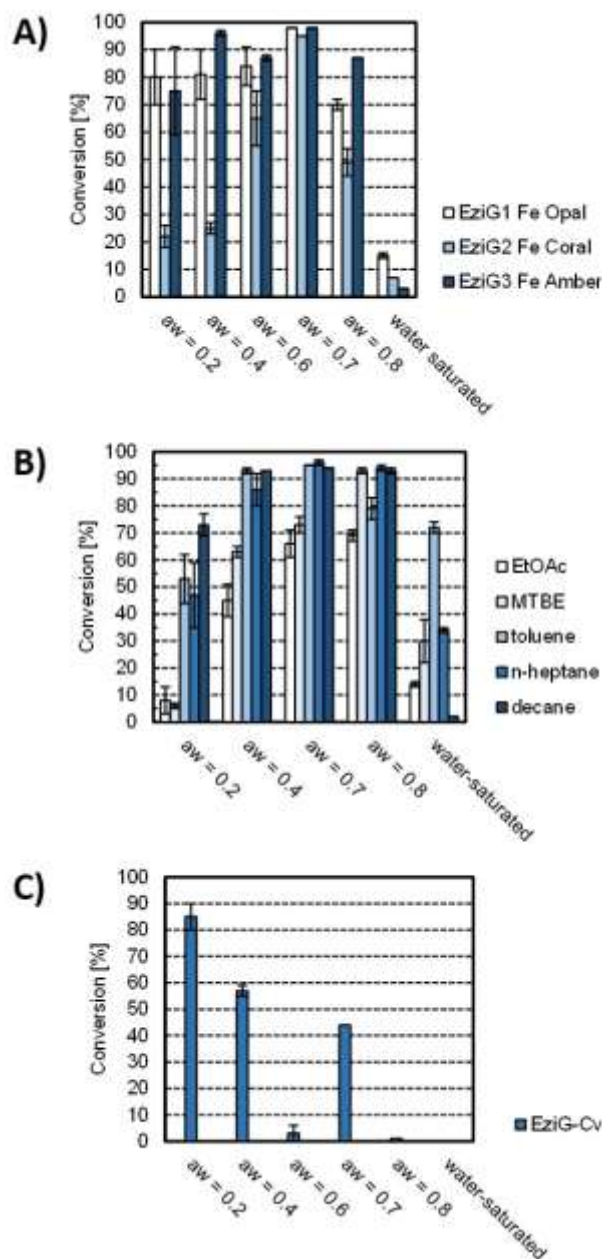 A)
Conversion [%]
100
90
80
70
60
50
40
30
20
10
0
aw = 0.2
aw = 0.4
aw = 0.6
aw = 0.7
aw = 0.8
water saturated
EziG1 Fe Opal
EziG2 Fe Coral
EziG3 Fe Amber
B)
Conversion [%]
100
90
80
70
60
50
40
30
20
10
0
aw = 0.2
aw = 0.4
aw = 0.7
aw = 0.8
water-saturated
EtOAc
MTBE
toluene
n-heptane
decane
C)
Conversion [%]
100
90
80
70
60
50
40
30
20
10
0
aw = 0.2
aw = 0.4
aw = 0.6
aw = 0.7
aw = 0.8
water-saturated
EziG-Cv